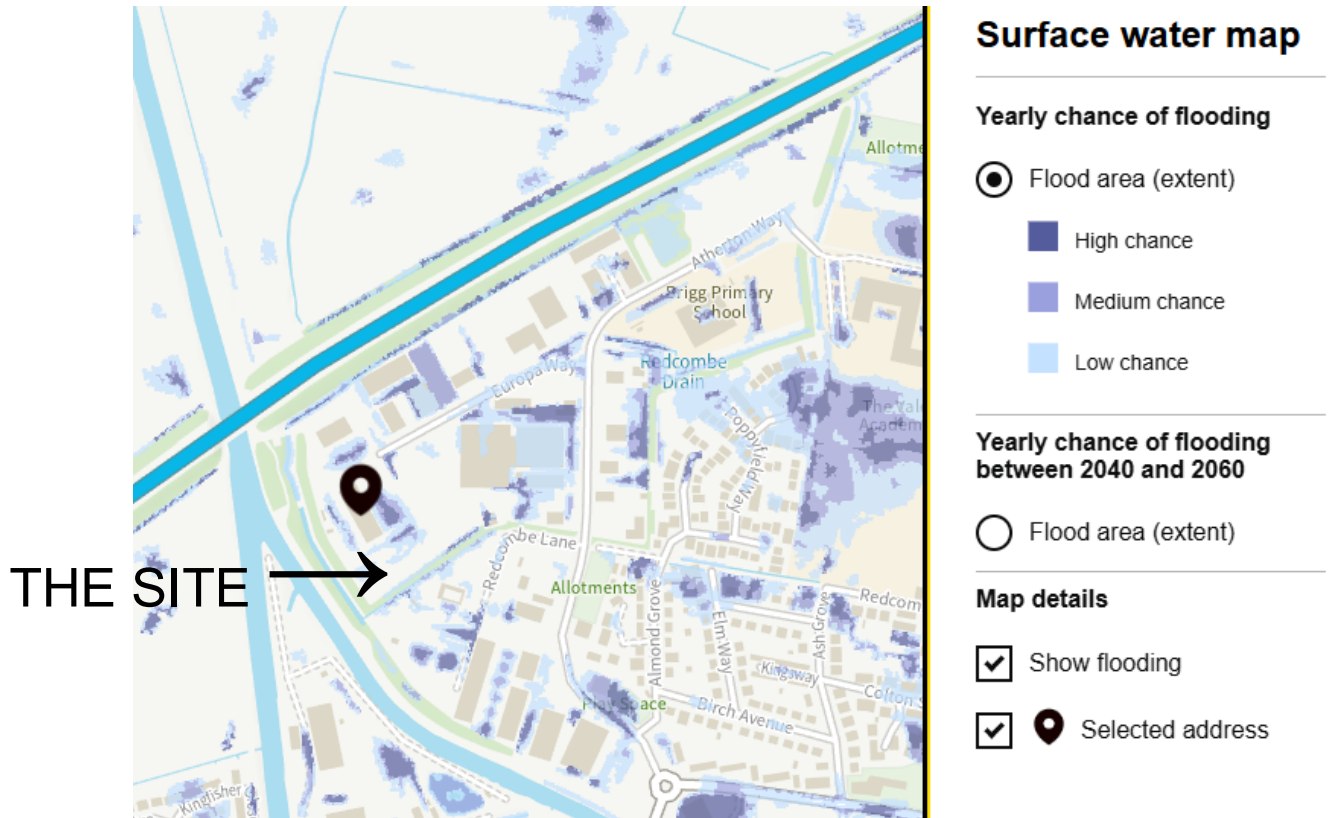 Surface water map
Yearly chance of flooding
Flood area (extent)
High chance
Medium chance
Low chance
Yearly chance of flooding
between 2040 and 2060
Flood area (extent)
Map details
Show flooding
Selected address
THE SITE
Allotme
Atherton Way
Brigg Primary
School
Redcombe
Drain
Europa Way
Poppyfield Way
The Vale
Academ
Redcombe Lane
Allotments
Almond Grove
Elm Way
Ash Grove
Redcom
Kingsway
Colton S
Play Space
Birch Avenue
Kingfisher